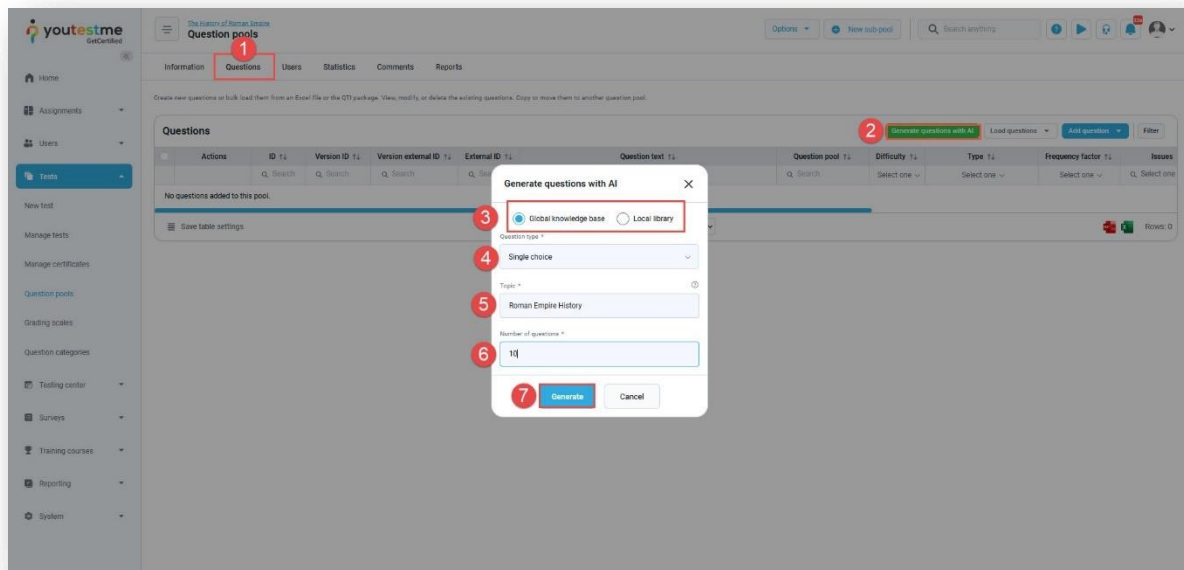 youtestme
GetCertified
The History of Roman Empire
Question pools
Options
New sub-pool
Search anything
1
Information Questions Users Statistics Comments Reports
Home
Assignments
Users
Tests
New test
Manage tests
Manage certificates
Question pools
Grading scales
Question categories
Testing center
Surveys
Training courses
Reporting
System
Create new questions or bulk load them from an Excel file or the QTI package. View, modify, or delete the existing questions. Copy or move them to another question pool.
Questions
2 Generate questions with AI Load questions Add question Filter
Actions ID Version ID Version external ID External ID Question text Question pool Difficulty Type Frequency factor Issues
Search Search Search Search Select one Select one Select one Select one
No questions added to this pool.
Save table settings
Rows: 0
Generate questions with AI
3 Global knowledge base Local library
Question type *
4 Single choice
Topic *
5 Roman Empire History
Number of questions *
6 10
7 Generate Cancel